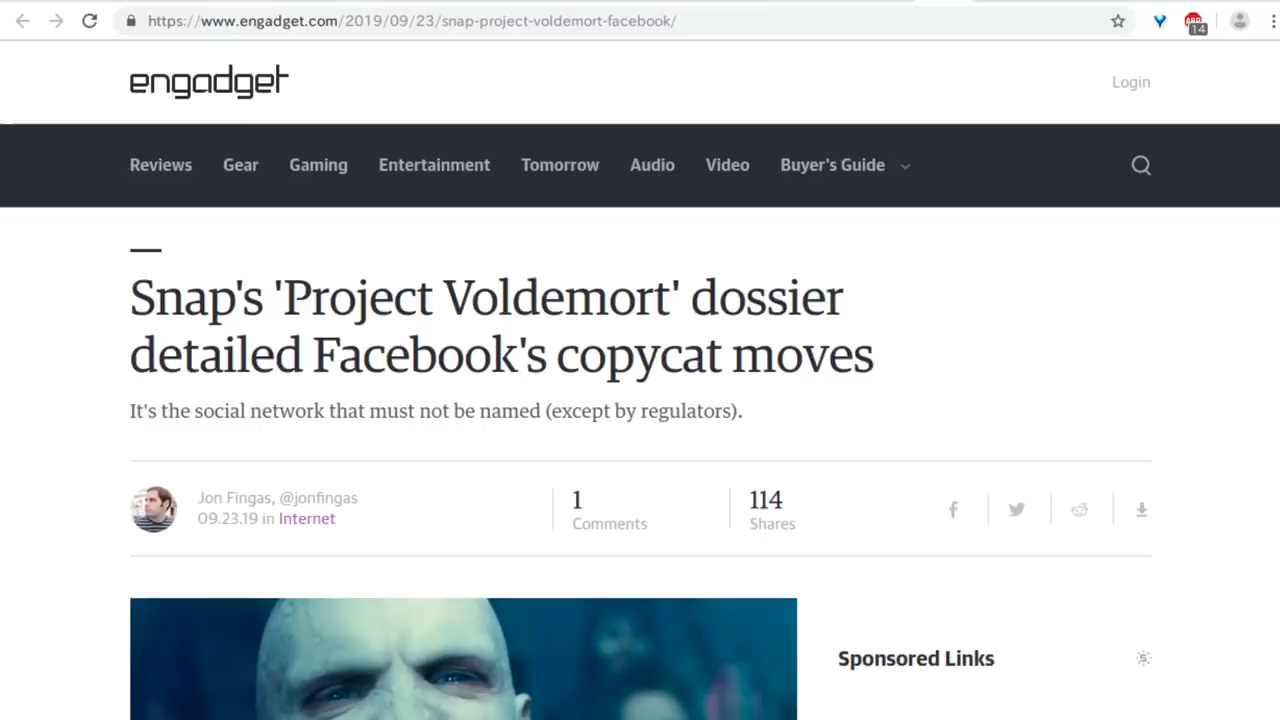 https://www.engadget.com/2019/09/23/snap-project-voldemort-facebook/
14
engadget
Login
Reviews Gear Gaming Entertainment Tomorrow Audio Video Buyer's Guide
Snap's 'Project Voldemort' dossier
detailed Facebook's copycat moves
It's the social network that must not be named (except by regulators).
Jon Fingas, @jonfingas
09.23.19 in Internet
1
Comments
114
Shares
Sponsored Links